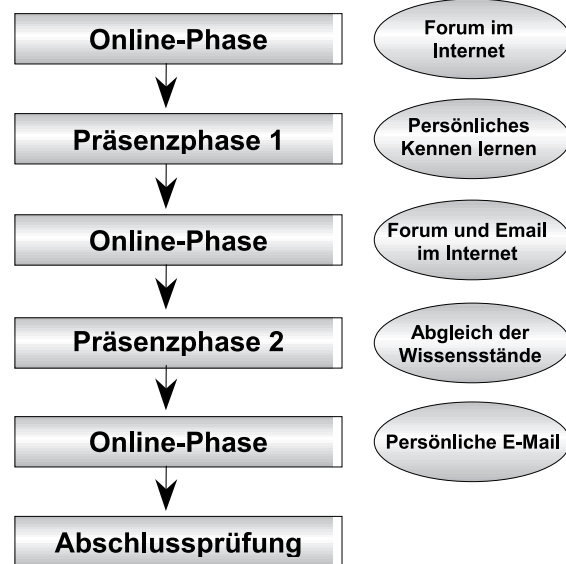 Online-Phase
Forum im
Internet
Präsenzphase 1
Persönliches
Kennen lernen
Online-Phase
Forum und Email
im Internet
Präsenzphase 2
Abgleich der
Wissensstände
Online-Phase
Persönliche E-Mail
Abschlussprüfung